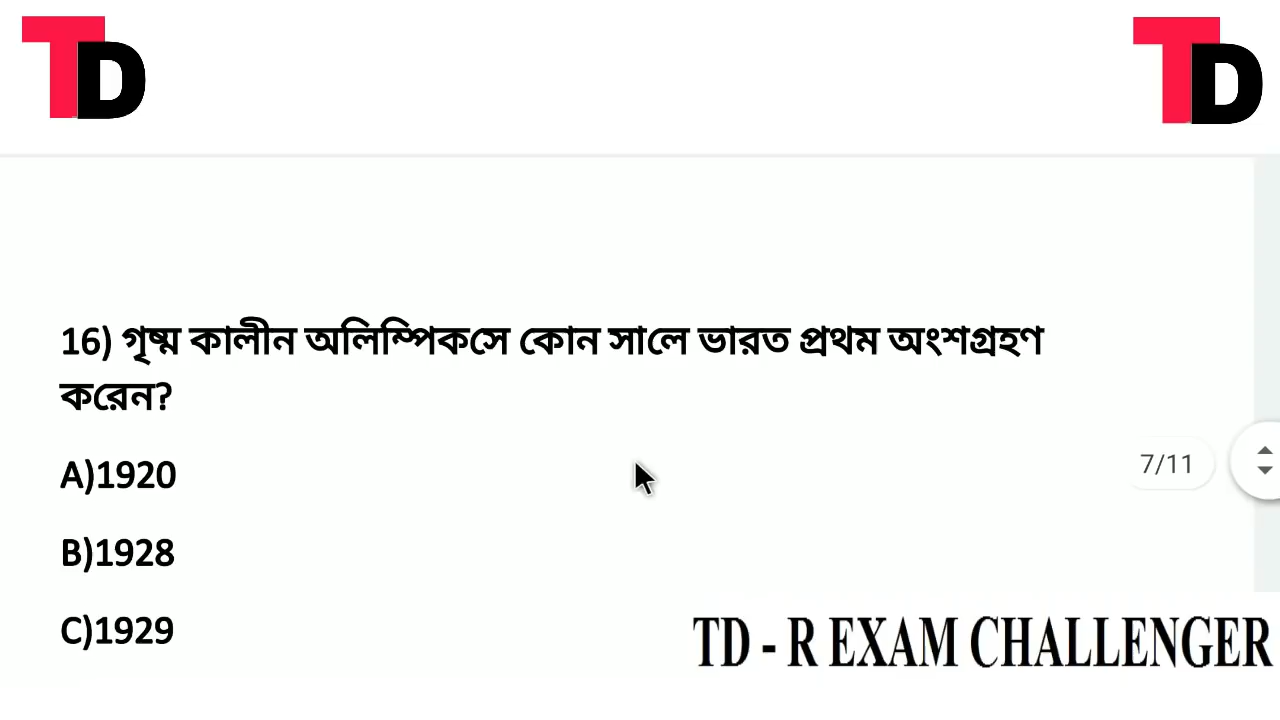 TD
TD
16) গৃষ্ম কালীন অলিম্পিকসে কোন সালে ভারত প্রথম অংশগ্রহণ
করেন?
A)1920
7/11
B)1928
C)1929
TD - R EXAM CHALLENGER